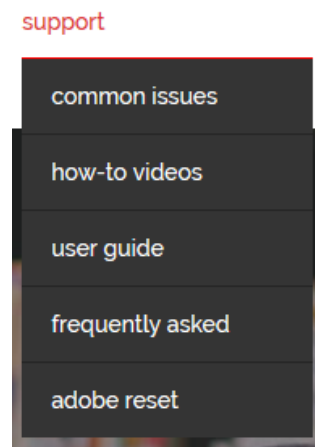 support
common issues
how-to videos
user guide
frequently asked
adobe reset